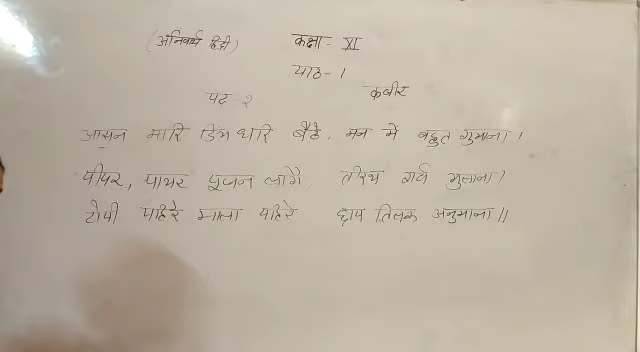 (अनिवार्य हिंदी) कक्षा - XI
पाठ - 1
पद - 2 कबीर
आसन मारि डिंभ धरि बैठे, मन में बहुत गुमाना।
पीपर, पाथर पूजन लागे, तीरथ गर्व भुलाना।
टोपी पहिरे माला पहिरे छाप तिलक अनुमाना॥